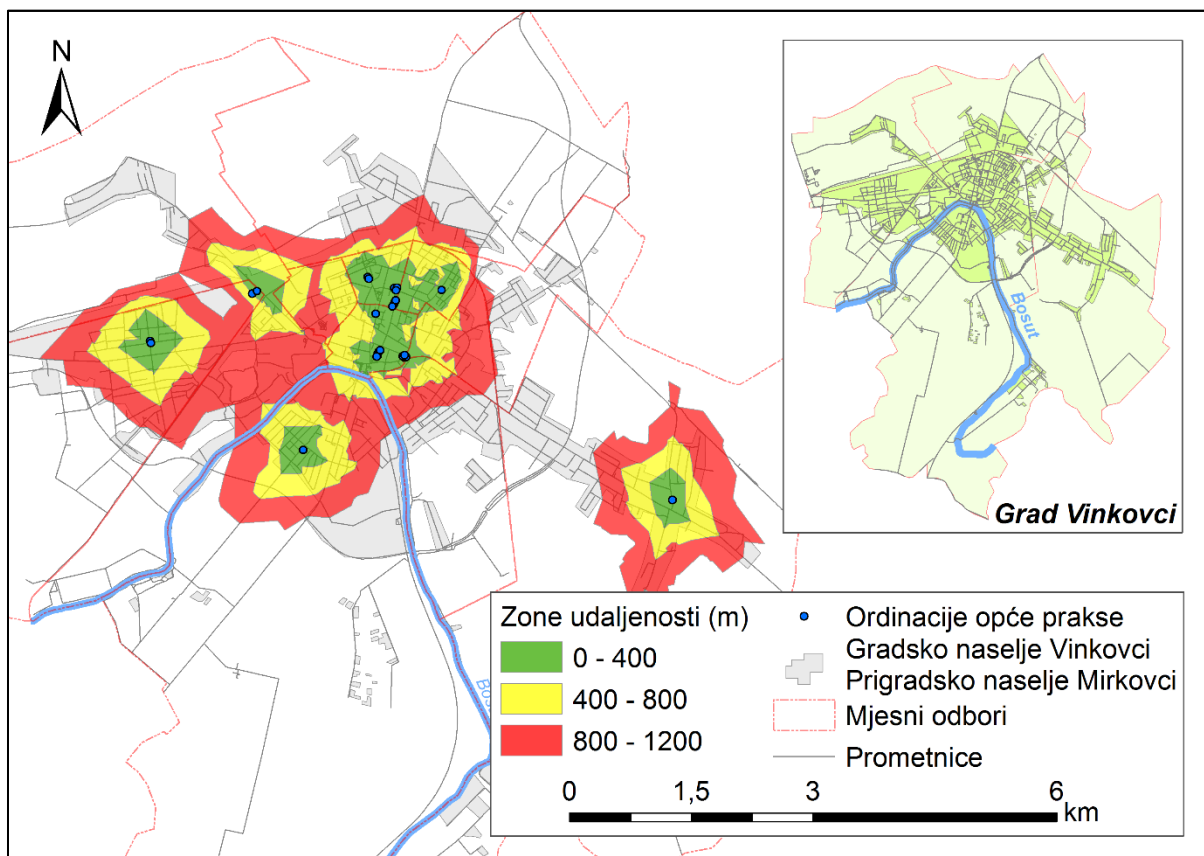 N
Bosut
Grad Vinkovci
Zone udaljenosti (m)
0 - 400
400 - 800
800 - 1200
Ordinacije opće prakse
Gradsko naselje Vinkovci
Prigradsko naselje Mirkovci
Mjesni odbori
Prometnice
0 1,5 3 6
km